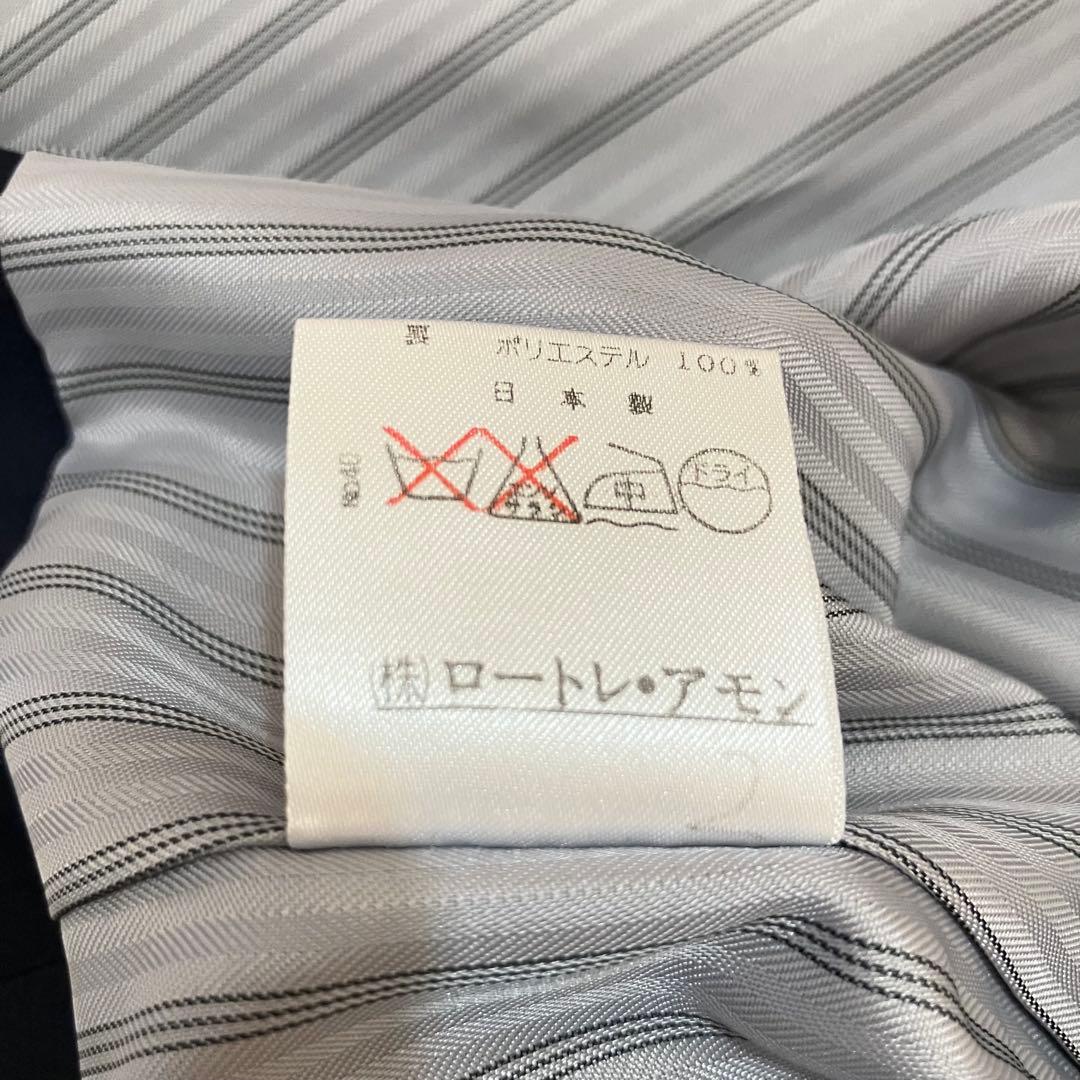 裏 ポリエステル 100%
日本製
中 ドライ
(株)ロートレ・アモン
2